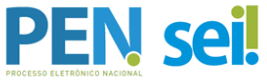 PEN sei!
PROCESSO ELETRÔNICO NACIONAL